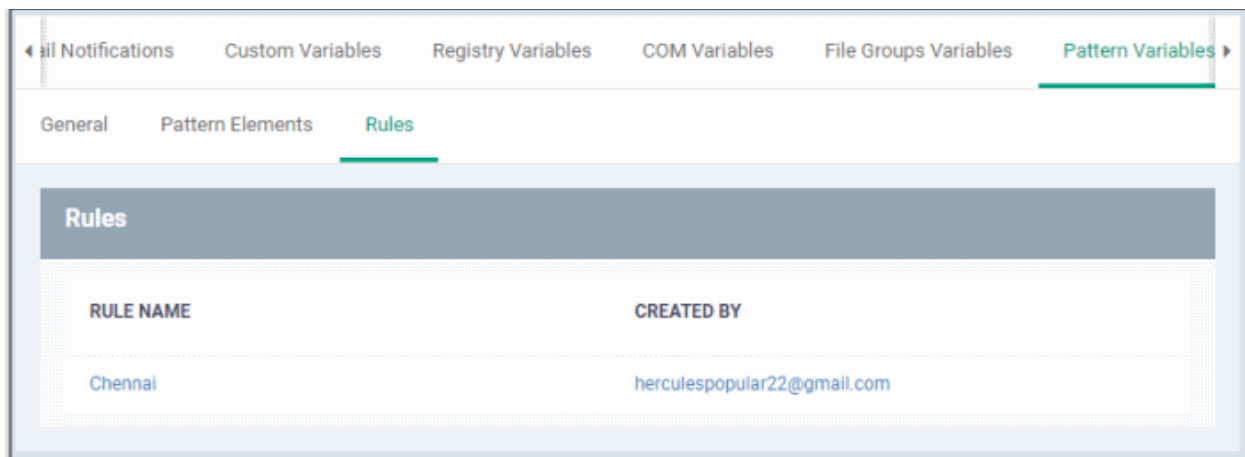 ail Notifications Custom Variables Registry Variables COM Variables File Groups Variables Pattern Variables
General Pattern Elements Rules
Rules
RULE NAME CREATED BY
Chennai herculespopular22@gmail.com